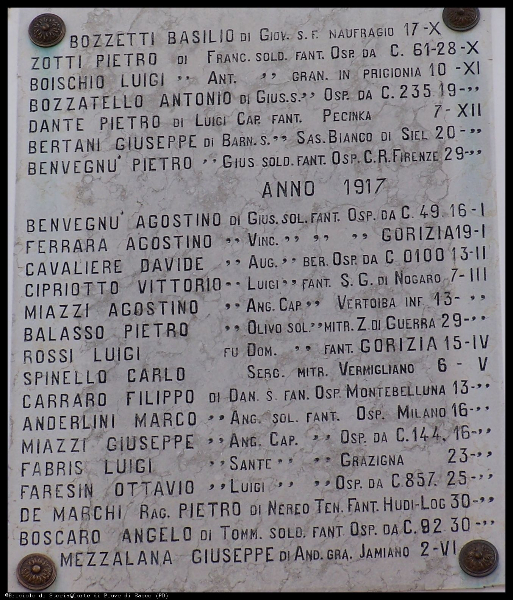 BOZZETTI BASILIO DI GIOV. S. F. NAUFRAGIO 17-X
ZOTTI PIETRO DI FRANC. SOLD. FANT. OSP. DA C. 61-28-X
BOISCHIO LUIGI ,, ANT. ,, GRAN. IN PRIGIONIA 10-XI
BOZZATELLO ANTONIO DI GIUS. S. ,, OSP. DA C. 235 19-,,
DANTE PIETRO DI LUIGI CAP. FANT. PECINKA 7-XII
BERTANI GIUSEPPE DI BARN. S. ,, SAS. BIANCO DI SIEL 20-,,
BENVEGNU' PIETRO ,, GIUS SOLD. FANT. OSP. C.R. FIRENZE 29-,,
ANNO 1917
BENVEGNU' AGOSTINO DI GIUS. SOL. FANT. OSP. DA C. 49. 16-I
FERRARA AGOSTINO ,, VINC. ,, ,, ,, GORIZIA 19-I
CAVALIERE DAVIDE ,, AUG. ,, BER. OSP. DA C 0100 13-II
CIPRIOTTO VITTORIO ,, LUIGI ,, FANT. S. G. DI NOGARO 7-III
MIAZZI AGOSTINO ,, ANG. CAP. ,, VERTOIBA INF. 13-,,
BALASSO PIETRO ,, OLIVO SOL. ,, MITR. Z. DI GUERRA 29-,,
ROSSI LUIGI FU DOM. ,, FANT. GORIZIA 15-IV
SPINELLO CARLO SERG. MITR. VERMIGLIANO 6-V
CARRARO FILIPPO DI DAN. S. FAN. OSP. MONTEBELLUNA 13-,,
ANDERLINI MARCO ,, ANG. SOL. FANT. OSP. MILANO 16-,,
MIAZZI GIUSEPPE ,, ANG. CAP. ,, OSP. DA C. 144. 16-,,
FABRIS LUIGI ,, SANTE ,, ,, GRAZIGNA 23-,,
FARESIN OTTAVIO ,, LUIGI ,, ,, OSP. DA C. 857. 25-,,
DE MARCHI RAG. PIETRO DI NEREO TEN. FANT. HUDI-LOG 30-,,
BOSCARO ANGELO DI TOMM. SOLD. FANT OSP. DA C. 92 30-,,
MEZZALANA GIUSEPPE DI AND. GRA. JAMIANO 2-VI